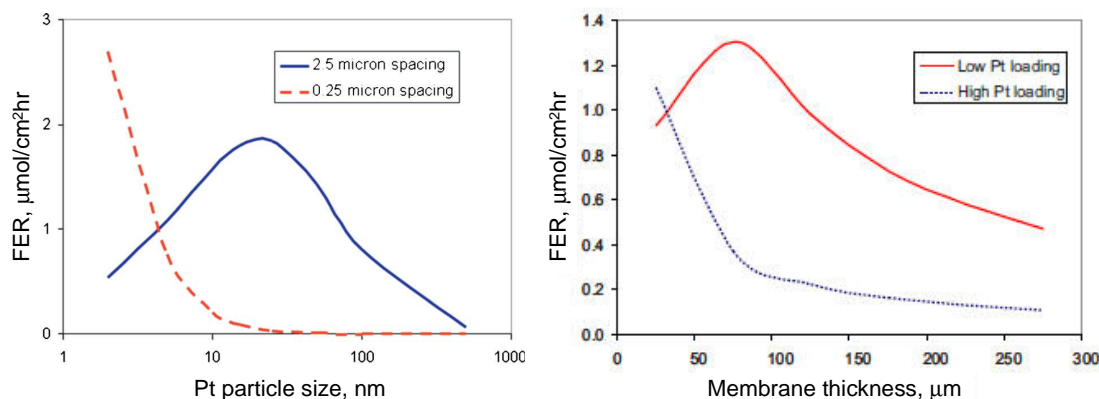 FER, μmol/cm²hr
3
2
1
0
2.5 micron spacing
0.25 micron spacing
1 10 100 1000
Pt particle size, nm
FER, μmol/cm²hr
1.4
1.2
1.0
0.8
0.6
0.4
0.2
0.0
Low Pt loading
High Pt loading
0 50 100 150 200 250 300
Membrane thickness, μm